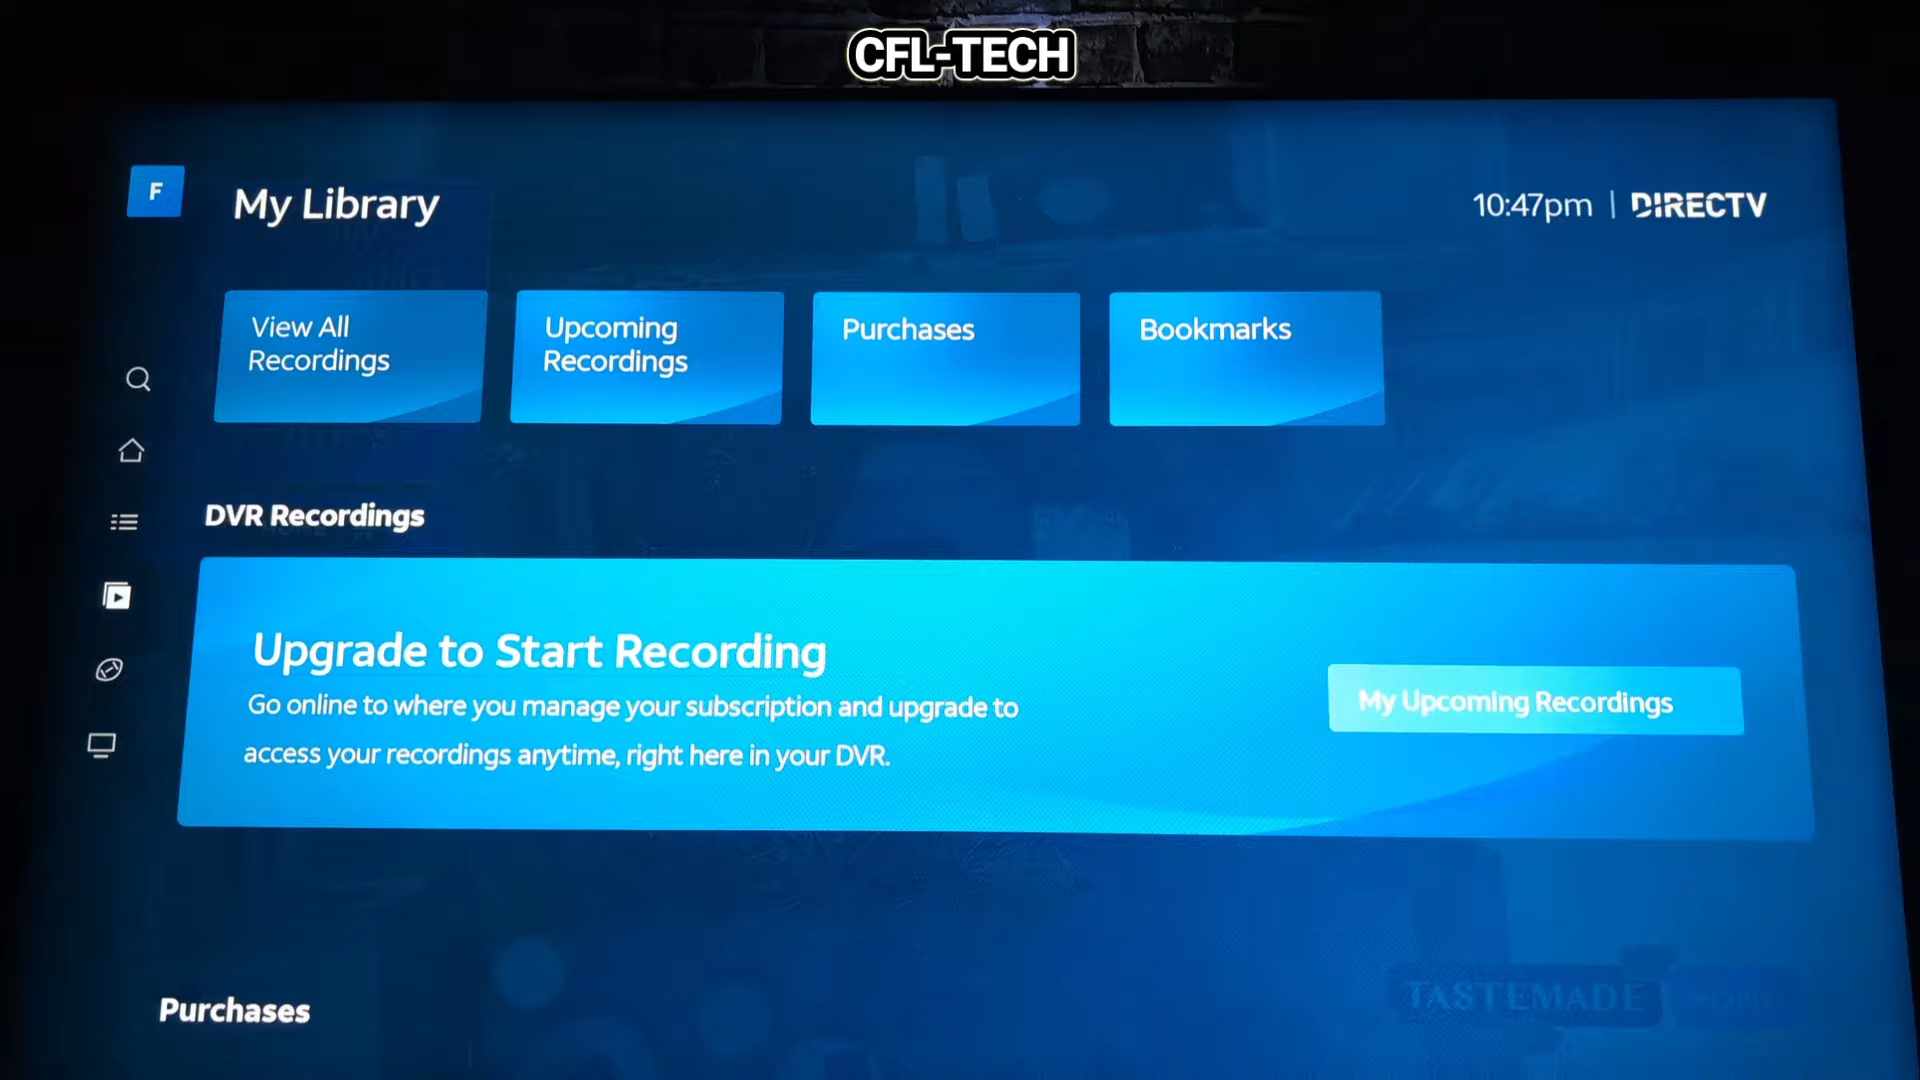 CFL-TECH
F
My Library
10:47pm | DIRECTV
View All
Recordings
Upcoming
Recordings
Purchases
Bookmarks
DVR Recordings
Upgrade to Start Recording
Go online to where you manage your subscription and upgrade to
access your recordings anytime, right here in your DVR.
My Upcoming Recordings
Purchases
TASTEMADE